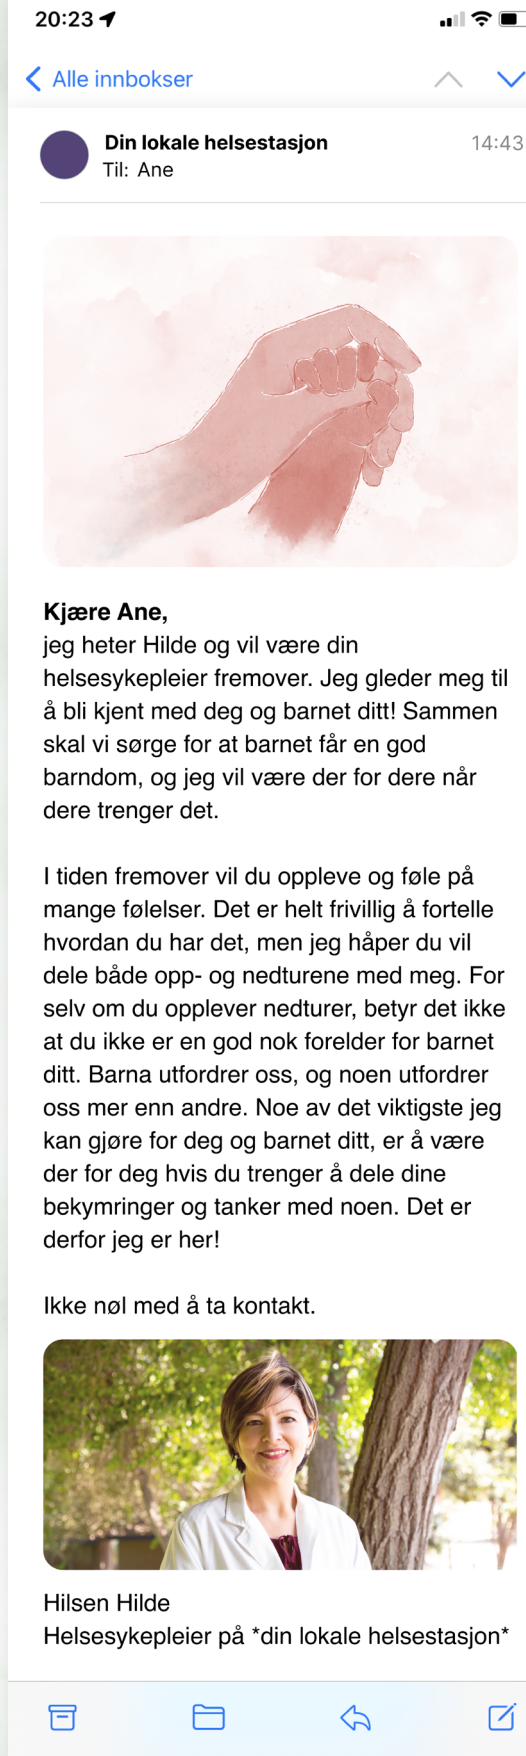 20:23
Alle innbokser
Din lokale helsestasjon
14:43
Til: Ane
Kjære Ane,
jeg heter Hilde og vil være din
helsesykepleier fremover. Jeg gleder meg til
å bli kjent med deg og barnet ditt! Sammen
skal vi sørge for at barnet får en god
barndom, og jeg vil være der for dere når
dere trenger det.
I tiden fremover vil du oppleve og føle på
mange følelser. Det er helt frivillig å fortelle
hvordan du har det, men jeg håper du vil
dele både opp- og nedturene med meg. For
selv om du opplever nedturer, betyr det ikke
at du ikke er en god nok forelder for barnet
ditt. Barna utfordrer oss, og noen utfordrer
oss mer enn andre. Noe av det viktigste jeg
kan gjøre for deg og barnet ditt, er å være
der for deg hvis du trenger å dele dine
bekymringer og tanker med noen. Det er
derfor jeg er her!
Ikke nøl med å ta kontakt.
Hilsen Hilde
Helsesykepleier på *din lokale helsestasjon*